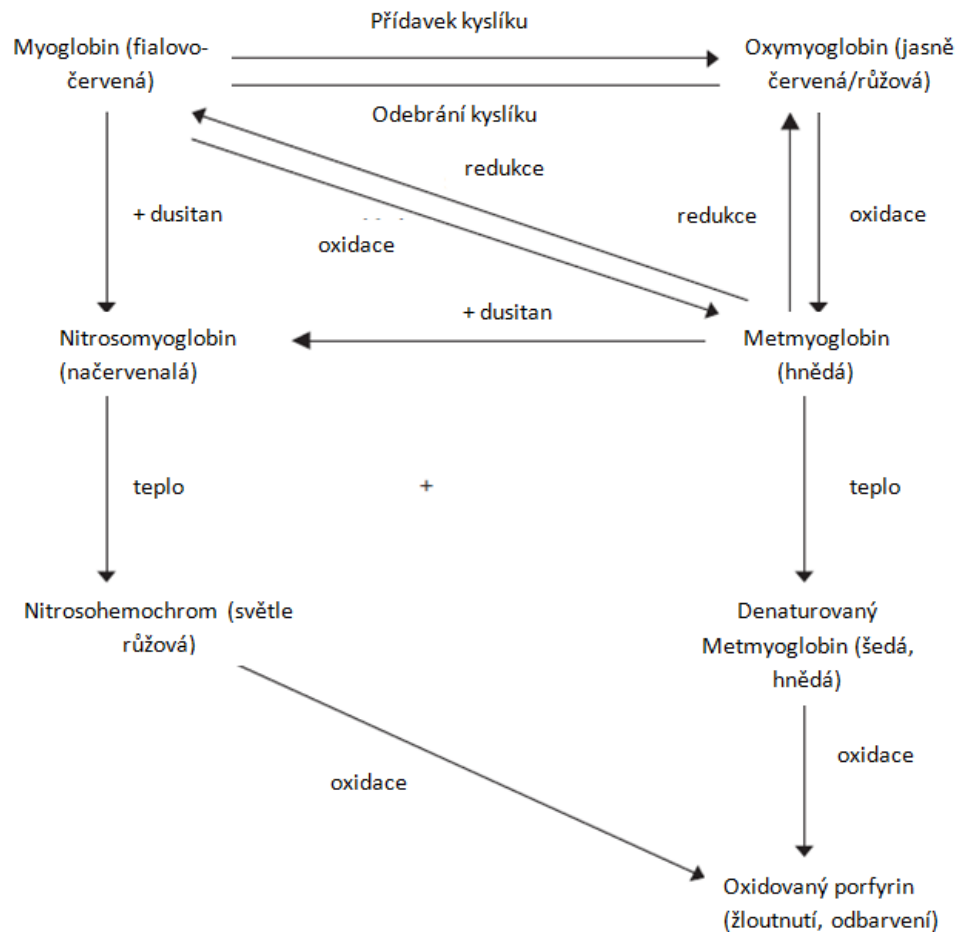 Přídavek kyslíku
Myoglobin (fialovo-
červená)
Oxymyoglobin (jasně
červená/růžová)
Odebrání kyslíku
redukce
+ dusitan
oxidace
redukce
oxidace
+ dusitan
Nitrosomyoglobin
(načervenalá)
Metmyoglobin
(hnědá)
teplo
+
teplo
Nitrosohemochrom (světle
růžová)
Denaturovaný
Metmyoglobin (šedá,
hnědá)
oxidace
oxidace
Oxidovaný porfyrin
(žloutnutí, odbarvení)